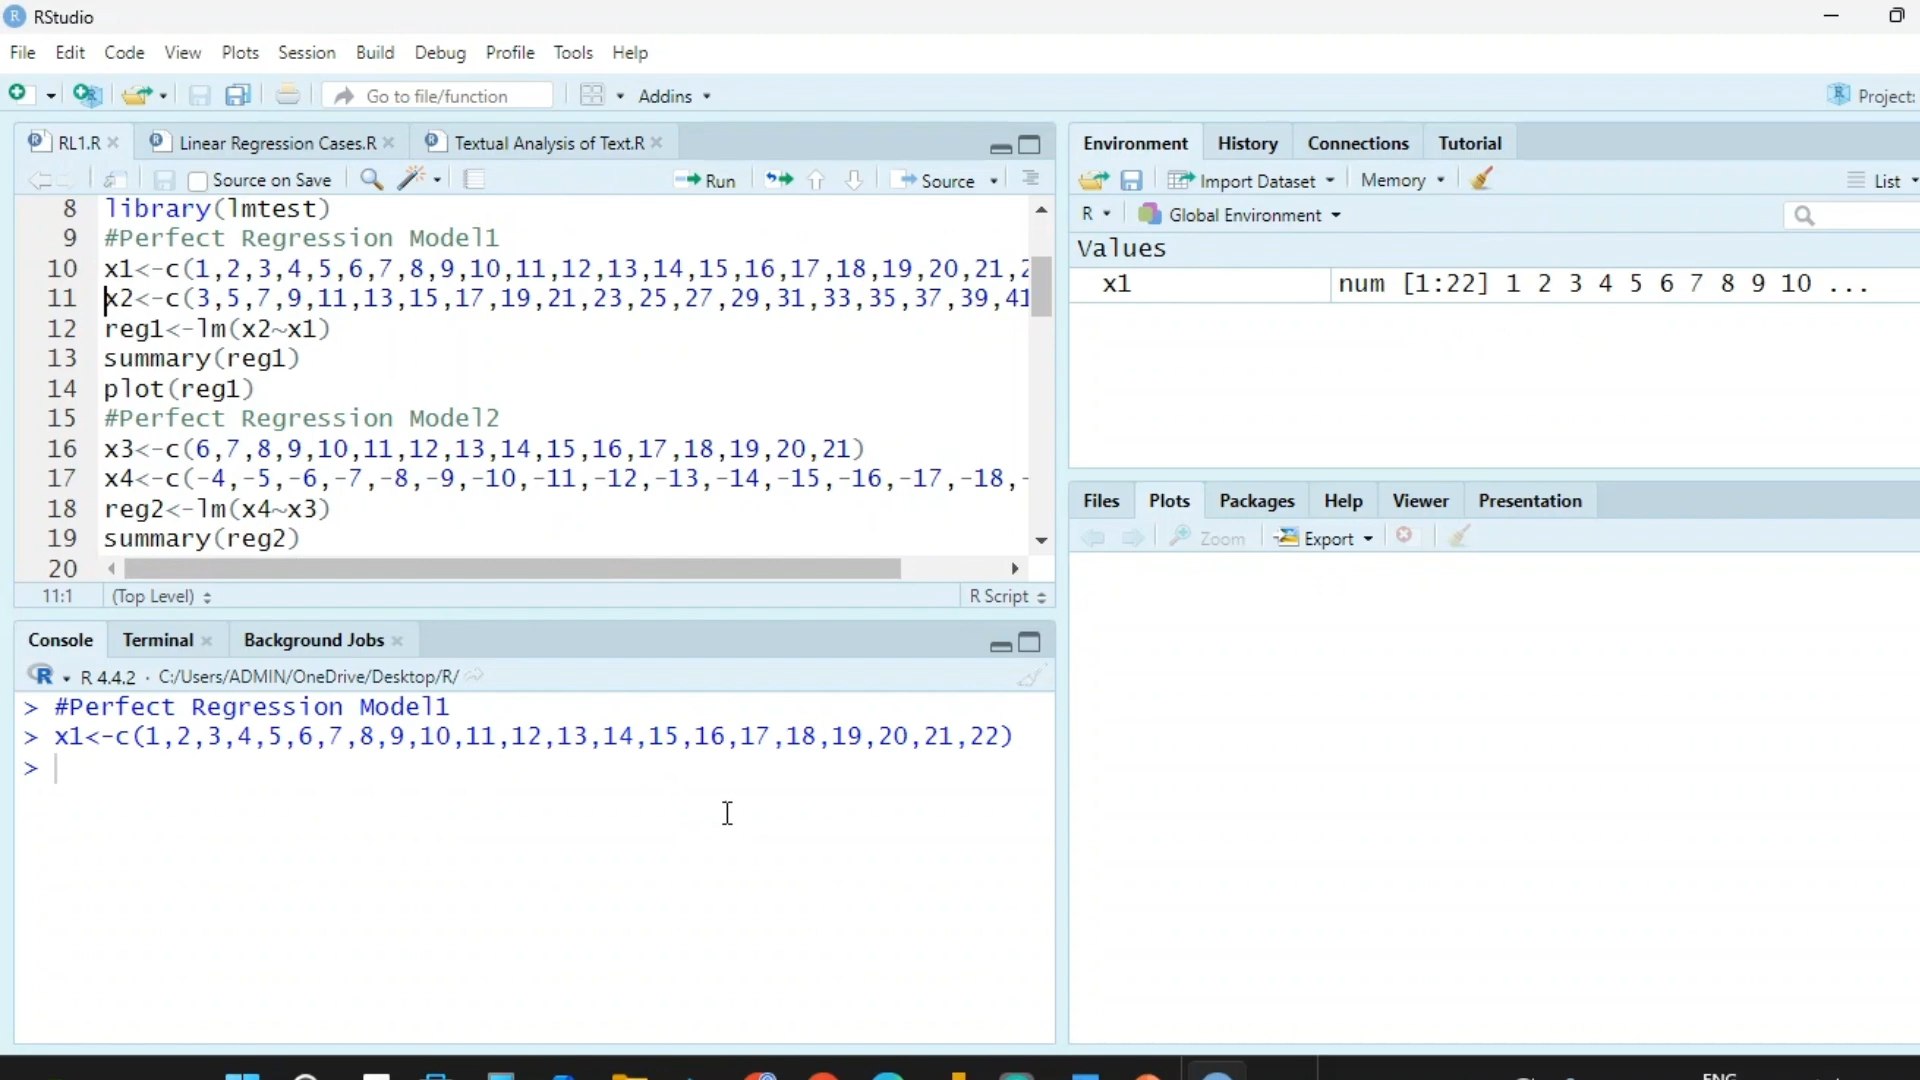 RStudio
File Edit Code View Plots Session Build Debug Profile Tools Help
Go to file/function Addins Project:
RL1.R Linear Regression Cases.R Textual Analysis of Text.R
Source on Save Run Source
8 library(lmtest)
9 #Perfect Regression Model1
10 x1<-c(1,2,3,4,5,6,7,8,9,10,11,12,13,14,15,16,17,18,19,20,21,2
11 x2<-c(3,5,7,9,11,13,15,17,19,21,23,25,27,29,31,33,35,37,39,41
12 reg1<-lm(x2~x1)
13 summary(reg1)
14 plot(reg1)
15 #Perfect Regression Model2
16 x3<-c(6,7,8,9,10,11,12,13,14,15,16,17,18,19,20,21)
17 x4<-c(-4,-5,-6,-7,-8,-9,-10,-11,-12,-13,-14,-15,-16,-17,-18,-
18 reg2<-lm(x4~x3)
19 summary(reg2)
20
11:1 (Top Level) R Script
Console Terminal Background Jobs
R 4.4.2 · C:/Users/ADMIN/OneDrive/Desktop/R/
> #Perfect Regression Model1
> x1<-c(1,2,3,4,5,6,7,8,9,10,11,12,13,14,15,16,17,18,19,20,21,22)
>
Environment History Connections Tutorial
Import Dataset Memory List
R Global Environment
Values
x1 num [1:22] 1 2 3 4 5 6 7 8 9 10 ...
Files Plots Packages Help Viewer Presentation
Zoom Export
ENG